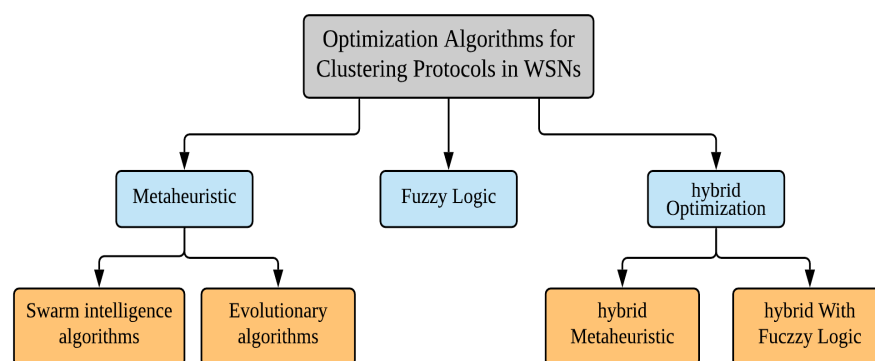 Optimization Algorithms for
Clustering Protocols in WSNs
Metaheuristic
Fuzzy Logic
hybrid
Optimization
Swarm intelligence
algorithms
Evolutionary
algorithms
hybrid
Metaheuristic
hybrid With
Fuczzy Logic